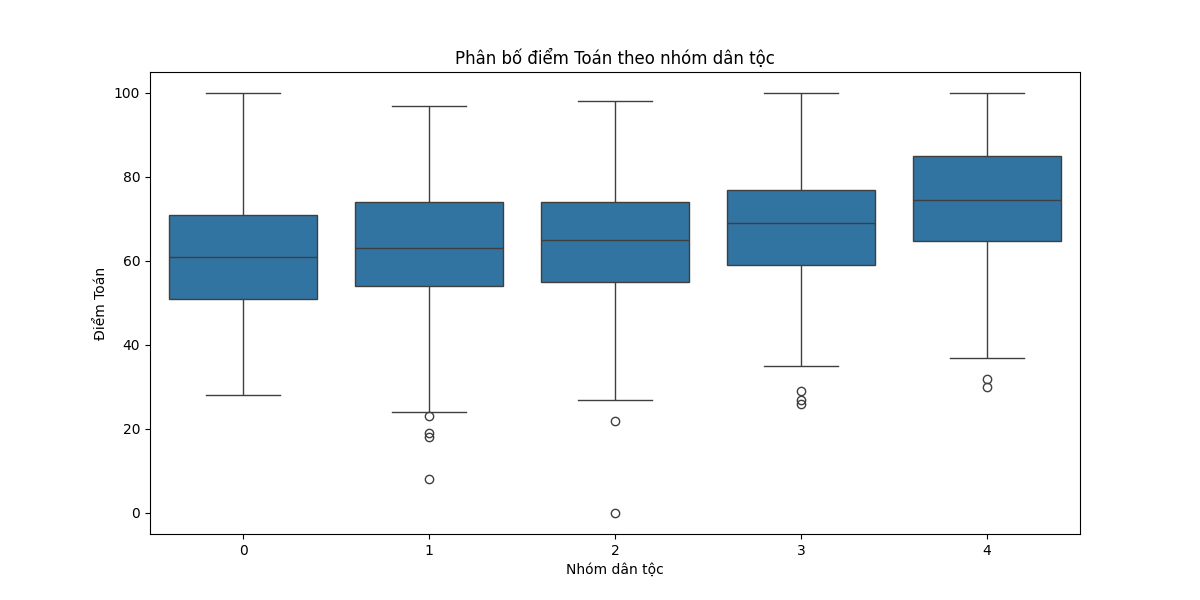 Phân bố điểm Toán theo nhóm dân tộc
Điểm Toán
100
80
60
40
20
0
0 1 2 3 4
Nhóm dân tộc